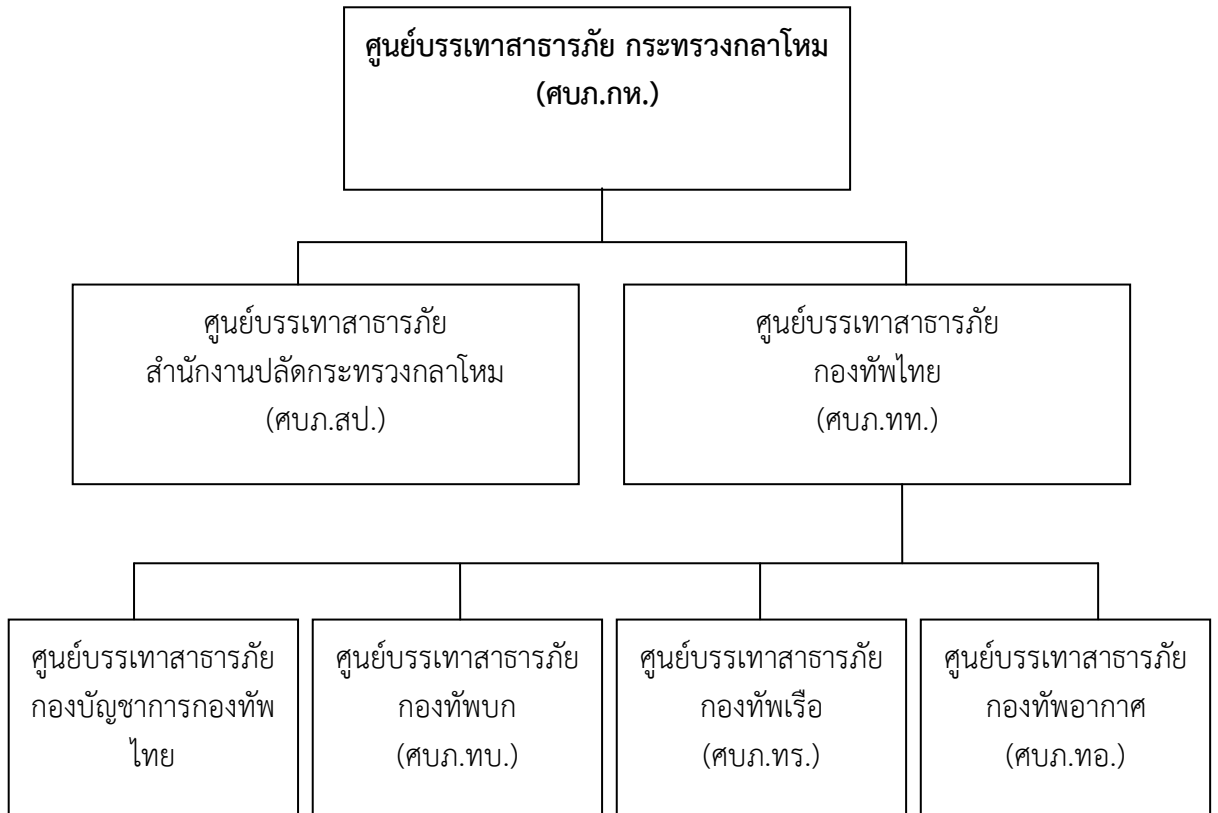 ศูนย์บรรเทาสาธารภัย กระทรวงกลาโหม
(ศบภ.กห.)
ศูนย์บรรเทาสาธารภัย
สำนักงานปลัดกระทรวงกลาโหม
(ศบภ.สป.)
ศูนย์บรรเทาสาธารภัย
กองทัพไทย
(ศบภ.ทท.)
ศูนย์บรรเทาสาธารภัย
กองบัญชาการกองทัพ
ไทย
ศูนย์บรรเทาสาธารภัย
กองทัพบก
(ศบภ.ทบ.)
ศูนย์บรรเทาสาธารภัย
กองทัพเรือ
(ศบภ.ทร.)
ศูนย์บรรเทาสาธารภัย
กองทัพอากาศ
(ศบภ.ทอ.)